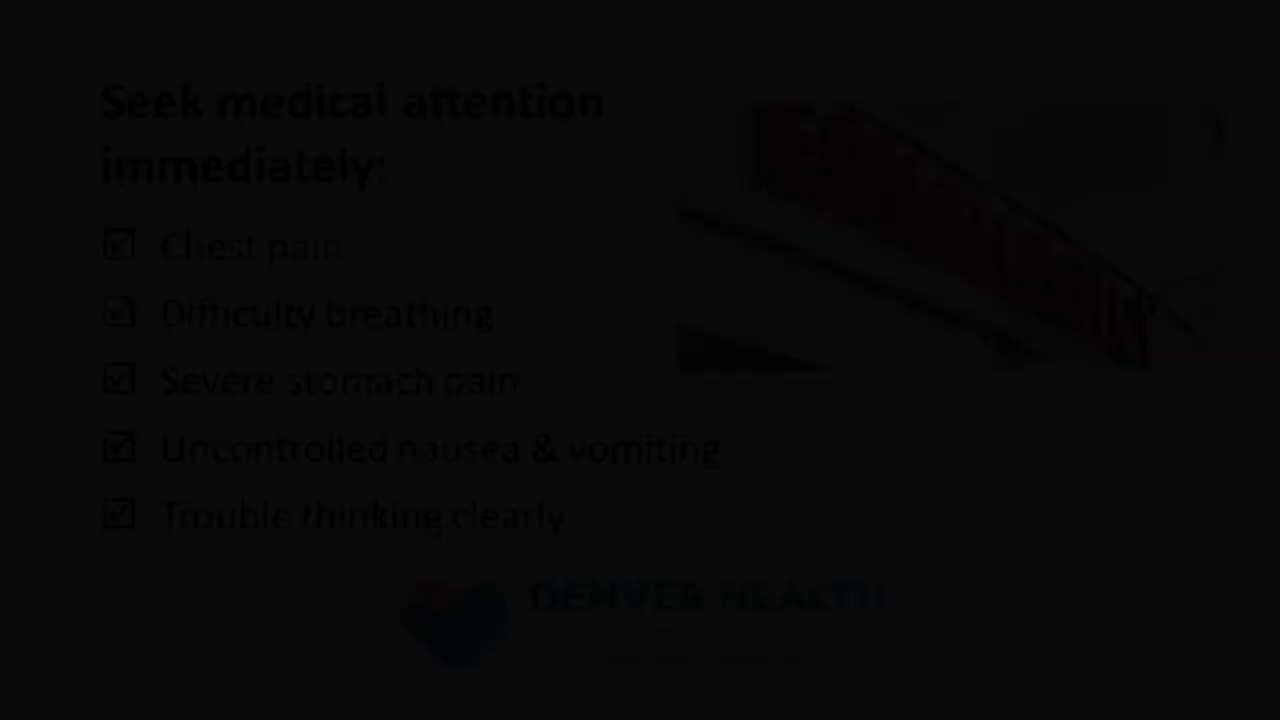 Seek medical attention
immediately:
Chest pain
Difficulty breathing
Severe stomach pain
Uncontrolled nausea & vomiting
Trouble thinking clearly
DENVER HEALTH